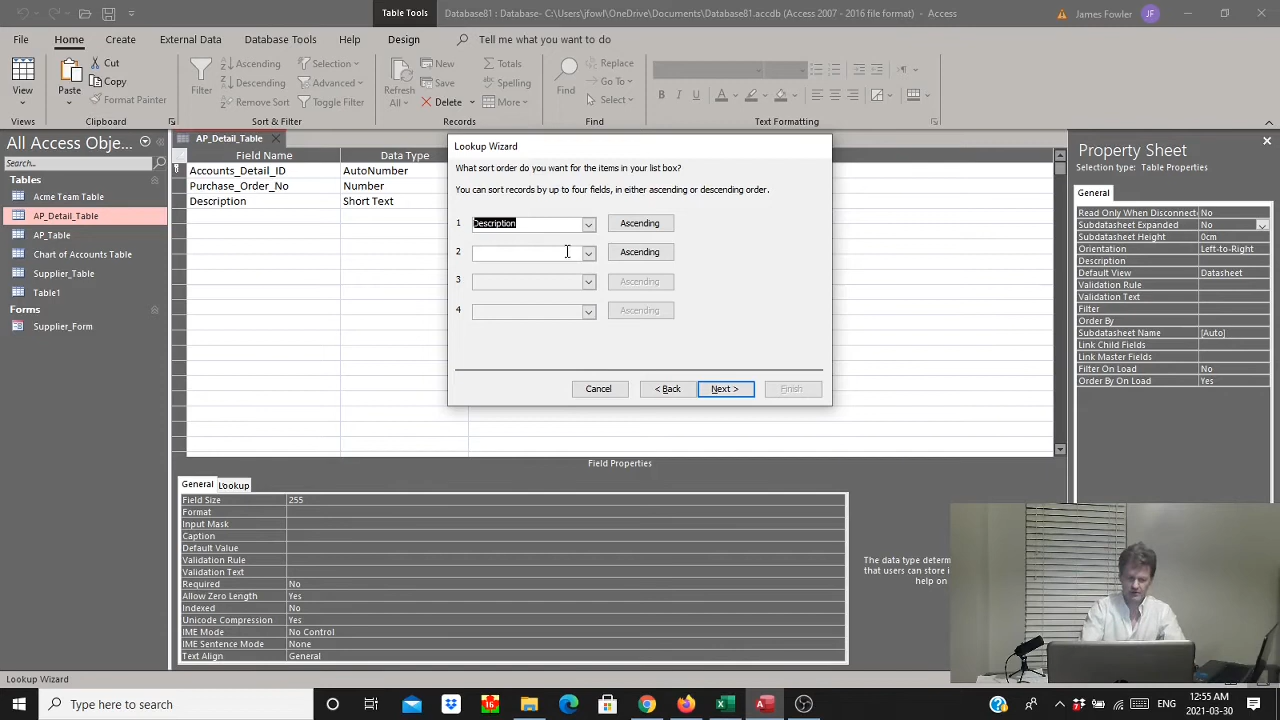 Table Tools
Database81 : Database- C:\Users\jfowl\OneDrive\Documents\Database81.accdb (Access 2007 - 2016 file format) - Access
James Fowler
JF
File
Home
Create
External Data
Database Tools
Help
Design
Tell me what you want to do
View
Views
Paste
Cut
Copy
Format Painter
Clipboard
Filter
Ascending
Descending
Remove Sort
Selection
Advanced
Toggle Filter
Sort & Filter
Refresh All
New
Save
Delete
Totals
Spelling
More
Records
Find
Replace
Go To
Select
Find
B I U
A
Text Formatting
All Access Obje...
Search...
Tables
Acme Team Table
AP_Detail_Table
AP_Table
Chart of Accounts Table
Supplier_Table
Table1
Forms
Supplier_Form
AP_Detail_Table
Field Name Data Type
Accounts_Detail_ID AutoNumber
Purchase_Order_No Number
Description Short Text
Lookup Wizard
What sort order do you want for the items in your list box?
You can sort records by up to four fields, in either ascending or descending order.
1 Description Ascending
2 Ascending
3 Ascending
4 Ascending
Cancel < Back Next > Finish
Property Sheet
Selection type: Table Properties
General
Read Only When Disconnect No
Subdatasheet Expanded No
Subdatasheet Height 0cm
Orientation Left-to-Right
Description
Default View Datasheet
Validation Rule
Validation Text
Filter
Order By
Subdatasheet Name [Auto]
Link Child Fields
Link Master Fields
Filter On Load No
Order By On Load Yes
Field Properties
General Lookup
Field Size 255
Format
Input Mask
Caption
Default Value
Validation Rule
Validation Text
Required No
Allow Zero Length Yes
Indexed No
Unicode Compression Yes
IME Mode No Control
IME Sentence Mode None
Text Align General
The data type determ
that users can store i
help on
Lookup Wizard
Type here to search
16
ENG
12:55 AM
2021-03-30